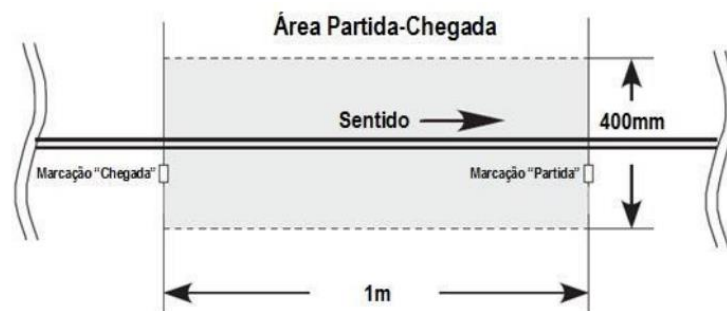 Área Partida-Chegada
Sentido
400mm
Marcação "Chegada"
Marcação "Partida"
1m